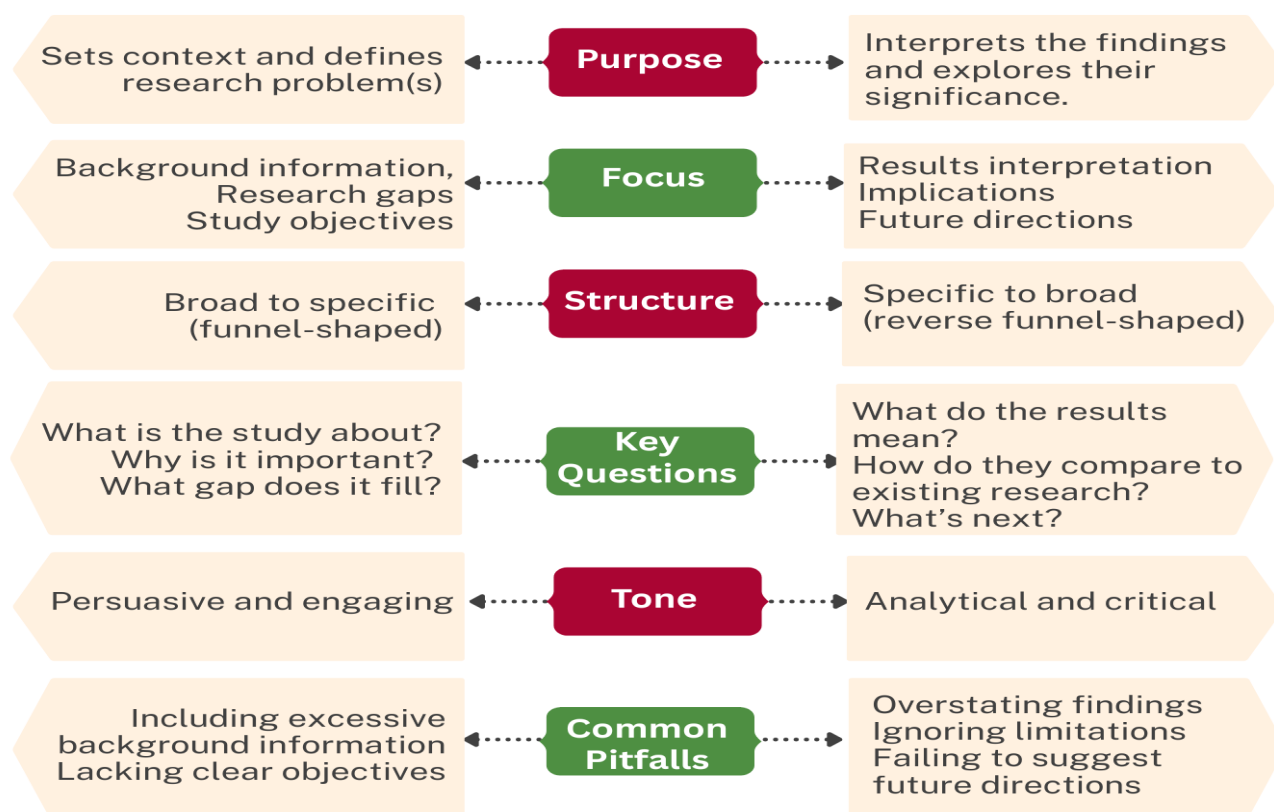 Sets context and defines
research problem(s)
Purpose
Interprets the findings
and explores their
significance.
Background information,
Research gaps
Study objectives
Focus
Results interpretation
Implications
Future directions
Broad to specific
(funnel-shaped)
Structure
Specific to broad
(reverse funnel-shaped)
What is the study about?
Why is it important?
What gap does it fill?
Key
Questions
What do the results
mean?
How do they compare to
existing research?
What's next?
Persuasive and engaging
Tone
Analytical and critical
Including excessive
background information
Lacking clear objectives
Common
Pitfalls
Overstating findings
Ignoring limitations
Failing to suggest
future directions